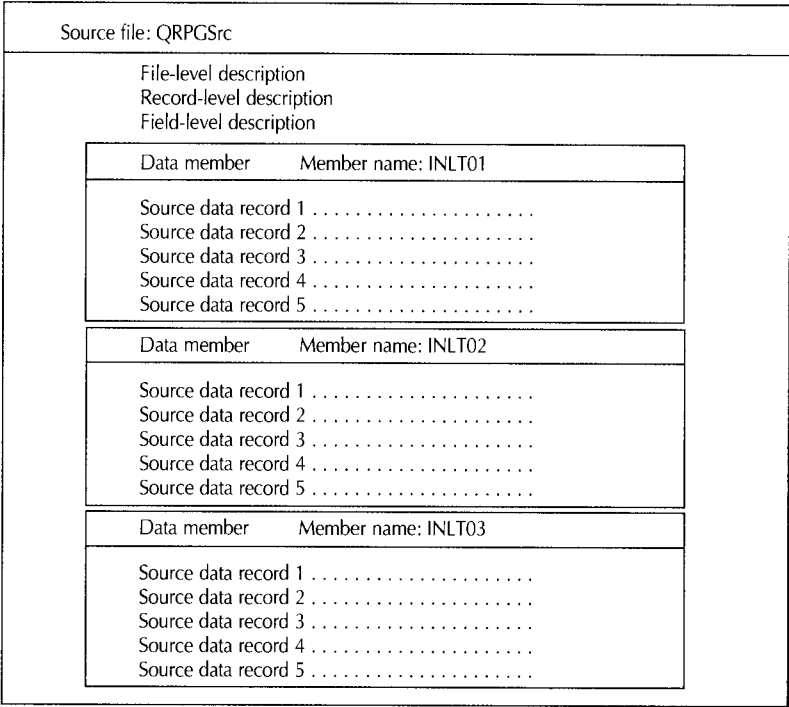 Source file: QRPGSrc
File-level description
Record-level description
Field-level description
Data member Member name: INLT01
Source data record 1 . . . . . . . . . . . . . . . . . . . . .
Source data record 2 . . . . . . . . . . . . . . . . . . . . .
Source data record 3 . . . . . . . . . . . . . . . . . . . . .
Source data record 4 . . . . . . . . . . . . . . . . . . . . .
Source data record 5 . . . . . . . . . . . . . . . . . . . . .
Data member Member name: INLT02
Source data record 1 . . . . . . . . . . . . . . . . . . . . .
Source data record 2 . . . . . . . . . . . . . . . . . . . . .
Source data record 3 . . . . . . . . . . . . . . . . . . . . .
Source data record 4 . . . . . . . . . . . . . . . . . . . . .
Source data record 5 . . . . . . . . . . . . . . . . . . . . .
Data member Member name: INLT03
Source data record 1 . . . . . . . . . . . . . . . . . . . . .
Source data record 2 . . . . . . . . . . . . . . . . . . . . .
Source data record 3 . . . . . . . . . . . . . . . . . . . . .
Source data record 4 . . . . . . . . . . . . . . . . . . . . .
Source data record 5 . . . . . . . . . . . . . . . . . . . . .